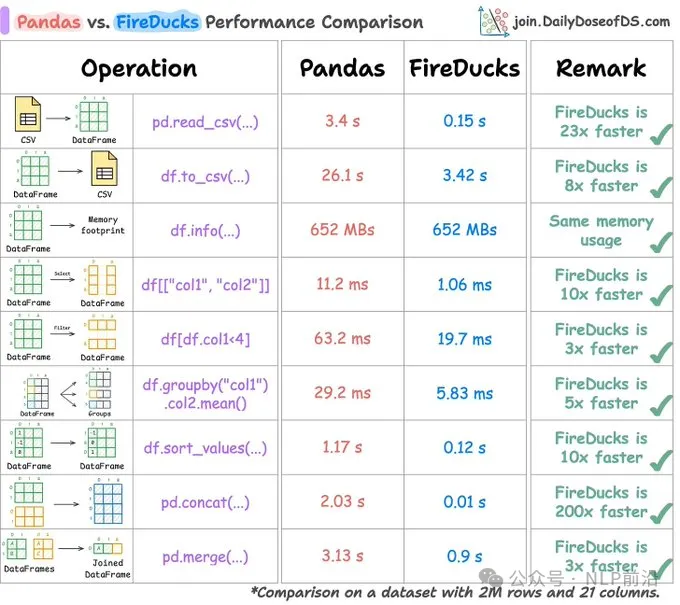 Pandas vs. FireDucks Performance Comparison
join.DailyDoseofDS.com
Operation Pandas FireDucks Remark
CSV DataFrame
pd.read_csv(...)
3.4 s
0.15 s
FireDucks is
23x faster
DataFrame CSV
df.to_csv(...)
26.1 s
3.42 s
FireDucks is
8x faster
DataFrame
Memory
footprint
df.info(...)
652 MBs
652 MBs
Same memory
usage
Select
DataFrame
df[["col1", "col2"]]
11.2 ms
1.06 ms
FireDucks is
10x faster
Filter
DataFrame
df[df.col1<4]
63.2 ms
19.7 ms
FireDucks is
3x faster
DataFrame Groups
df.groupby("col1")
.col2.mean()
29.2 ms
5.83 ms
FireDucks is
5x faster
DataFrame DataFrame
df.sort_values(...)
1.17 s
0.12 s
FireDucks is
10x faster
pd.concat(...)
2.03 s
0.01 s
FireDucks is
200x faster
DataFrames
Joined
DataFrame
pd.merge(...)
3.13 s
0.9 s
FireDucks is
3x faster
公众号 · NLP前沿
*Comparison on a dataset with 2M rows and 21 columns.